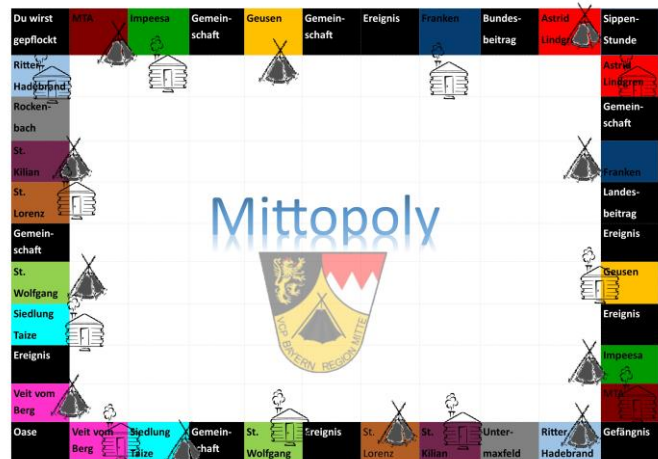 Du wirst
gepflockt
MTA
Impeesa
Gemein-
schaft
Geusen
Gemein-
schaft
Ereignis
Franken
Bundes-
beitrag
Astrid
Lindgren
Sippen-
Stunde
Ritter
Hadebrand
Astrid
Lindgren
Rocken-
bach
Gemein-
schaft
St.
Kilian
Franken
St.
Lorenz
Landes-
beitrag
Mittopoly
Gemein-
schaft
Ereignis
St.
Wolfgang
Geusen
Siedlung
Taize
Ereignis
VCP BAYERN REGION MITTE
Ereignis
Impeesa
Veit vom
Berg
MTA
Oase
Veit vom
Berg
Siedlung
Taize
Gemein-
schaft
St.
Wolfgang
Ereignis
St.
Lorenz
St.
Kilian
Unter-
maxfeld
Ritter
Hadebrand
Gefängnis